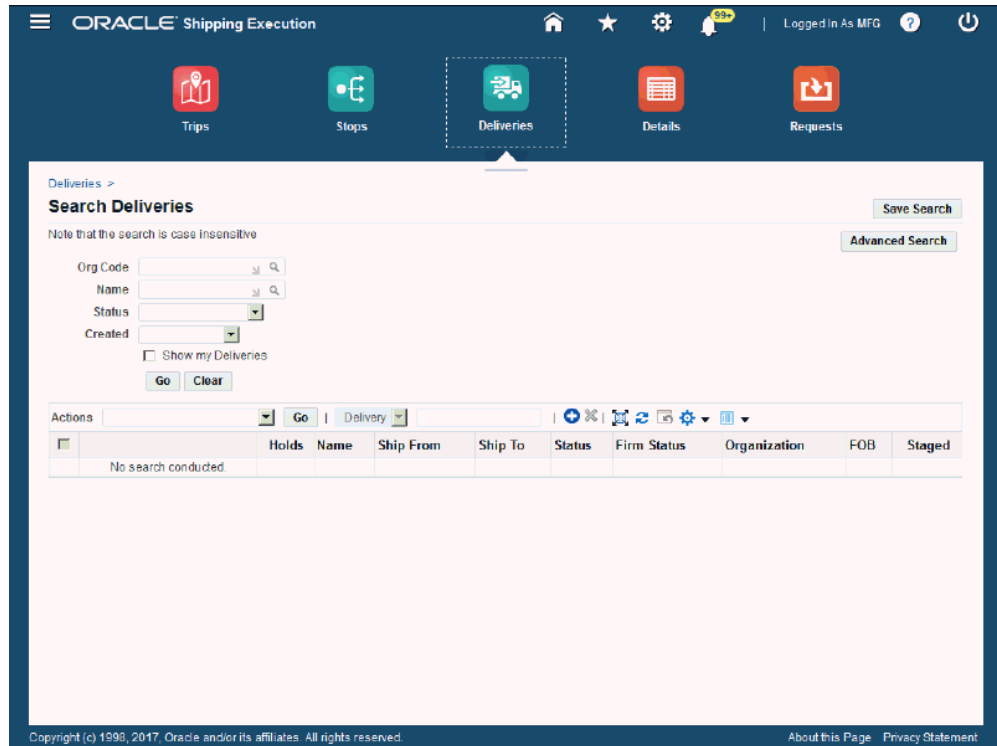 ORACLE Shipping Execution
99+
| Logged In As MFG ?
Trips Stops Deliveries Details Requests
Deliveries >
Search Deliveries
Save Search
Note that the search is case insensitive
Advanced Search
Org Code
Name
Status
Created
Show my Deliveries
Go Clear
Actions Go | Delivery | |
Holds Name Ship From Ship To Status Firm Status Organization FOB Staged
No search conducted.
Copyright (c) 1998, 2017, Oracle and/or its affiliates. All rights reserved. About this Page Privacy Statement